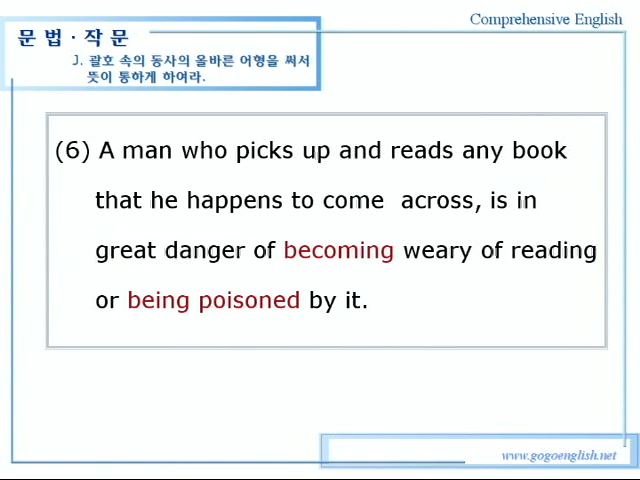 Comprehensive English
문 법 · 작 문
J. 괄호 속의 동사의 올바른 어형을 써서
뜻이 통하게 하여라.
(6) A man who picks up and reads any book
that he happens to come across, is in
great danger of becoming weary of reading
or being poisoned by it.
www.gogoenglish.net